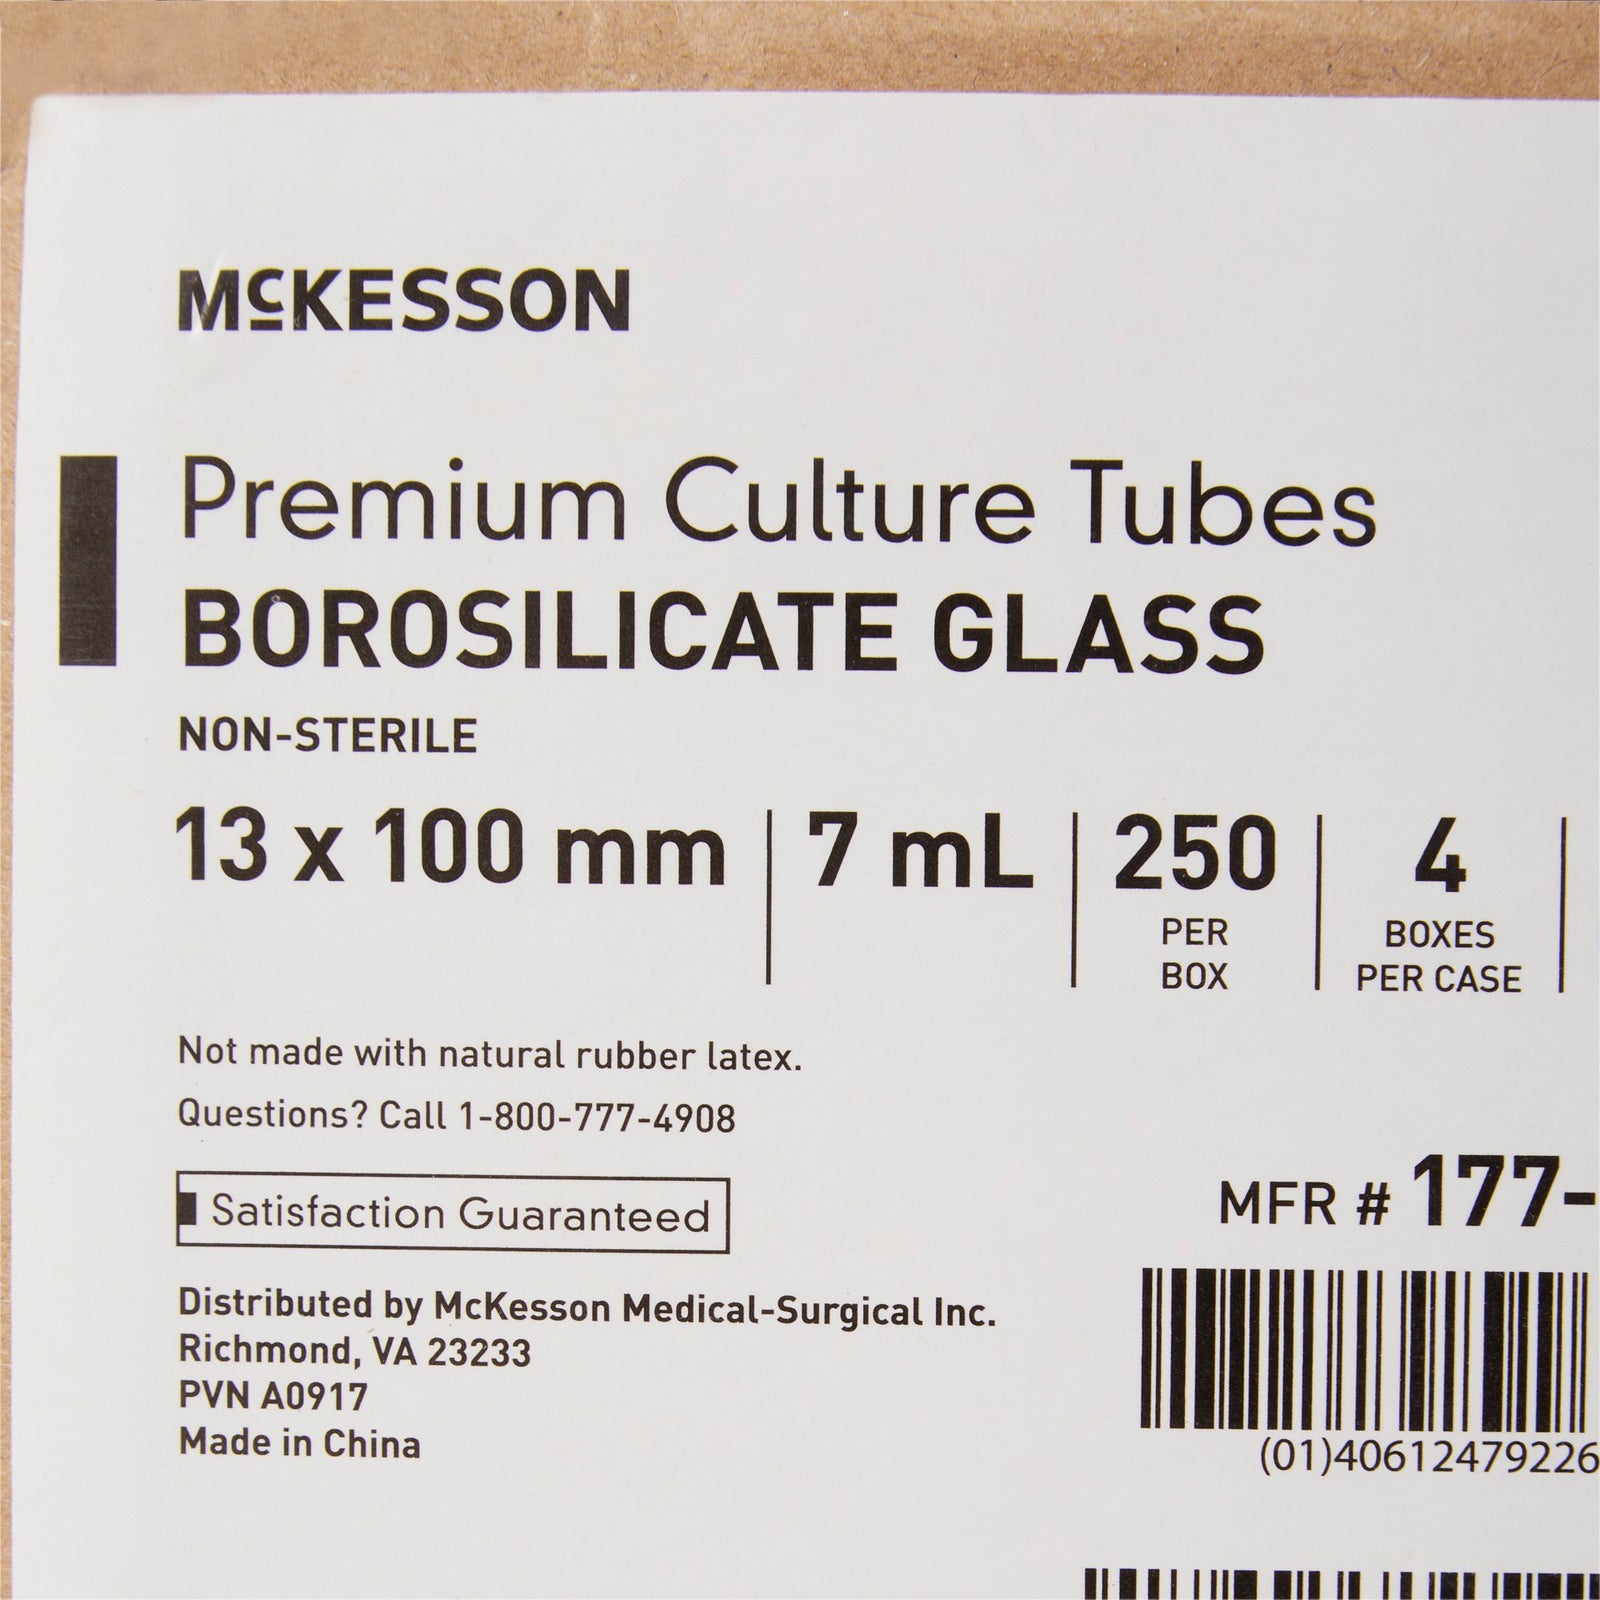 McKESSON
Premium Culture Tubes
BOROSILICATE GLASS
NON-STERILE
13 x 100 mm | 7 mL | 250 PER BOX | 4 BOXES PER CASE |
Not made with natural rubber latex.
Questions? Call 1-800-777-4908
Satisfaction Guaranteed
MFR # 177-
Distributed by McKesson Medical-Surgical Inc.
Richmond, VA 23233
PVN A0917
Made in China
(01)40612479226